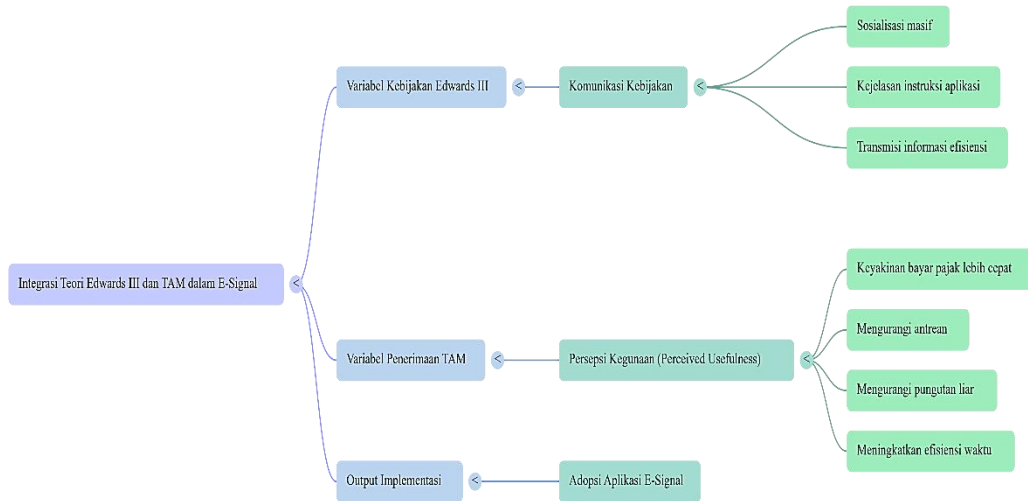 Integrasi Teori Edwards III dan TAM dalam E-Signal
Variabel Kebijakan Edwards III
Komunikasi Kebijakan
Sosialisasi masif
Kejelasan instruksi aplikasi
Transmisi informasi efisiensi
Variabel Penerimaan TAM
Persepsi Kegunaan (Perceived Usefulness)
Keyakinan bayar pajak lebih cepat
Mengurangi antrean
Mengurangi pungutan liar
Meningkatkan efisiensi waktu
Output Implementasi
Adopsi Aplikasi E-Signal